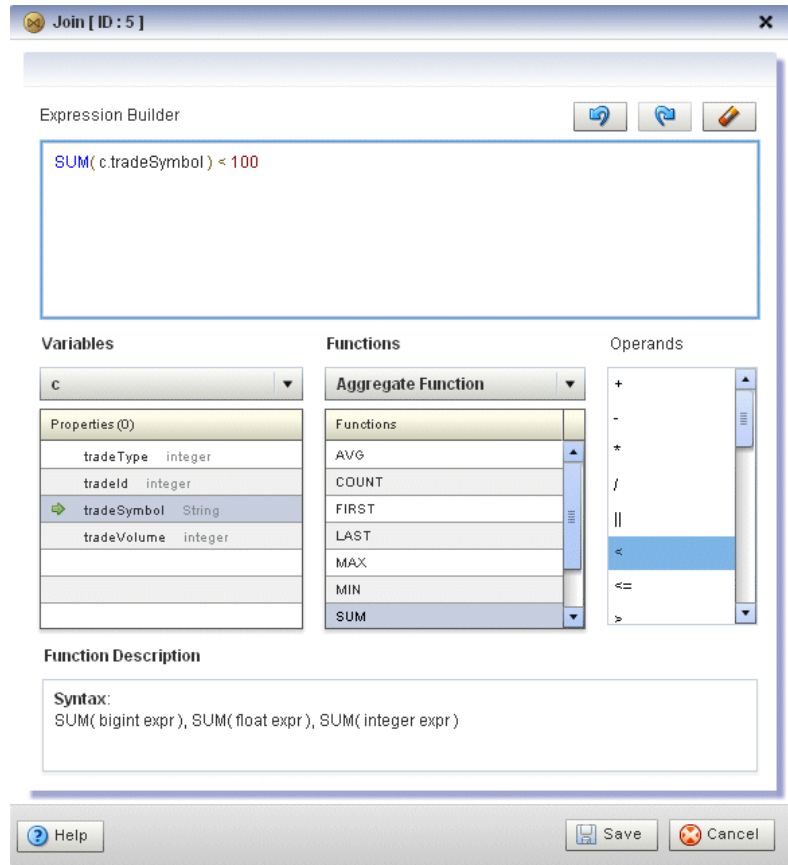 Join [ ID : 5 ]
Expression Builder
SUM( c.tradeSymbol ) < 100
Variables Functions Operands
c Aggregate Function
Properties (0) Functions
tradeType integer
tradeId integer
tradeSymbol String
tradeVolume integer
AVG
COUNT
FIRST
LAST
MAX
MIN
SUM
+
-
*
/
||
<
<=
>
Function Description
Syntax:
SUM( bigint expr ), SUM( float expr ), SUM( integer expr )
Help Save Cancel